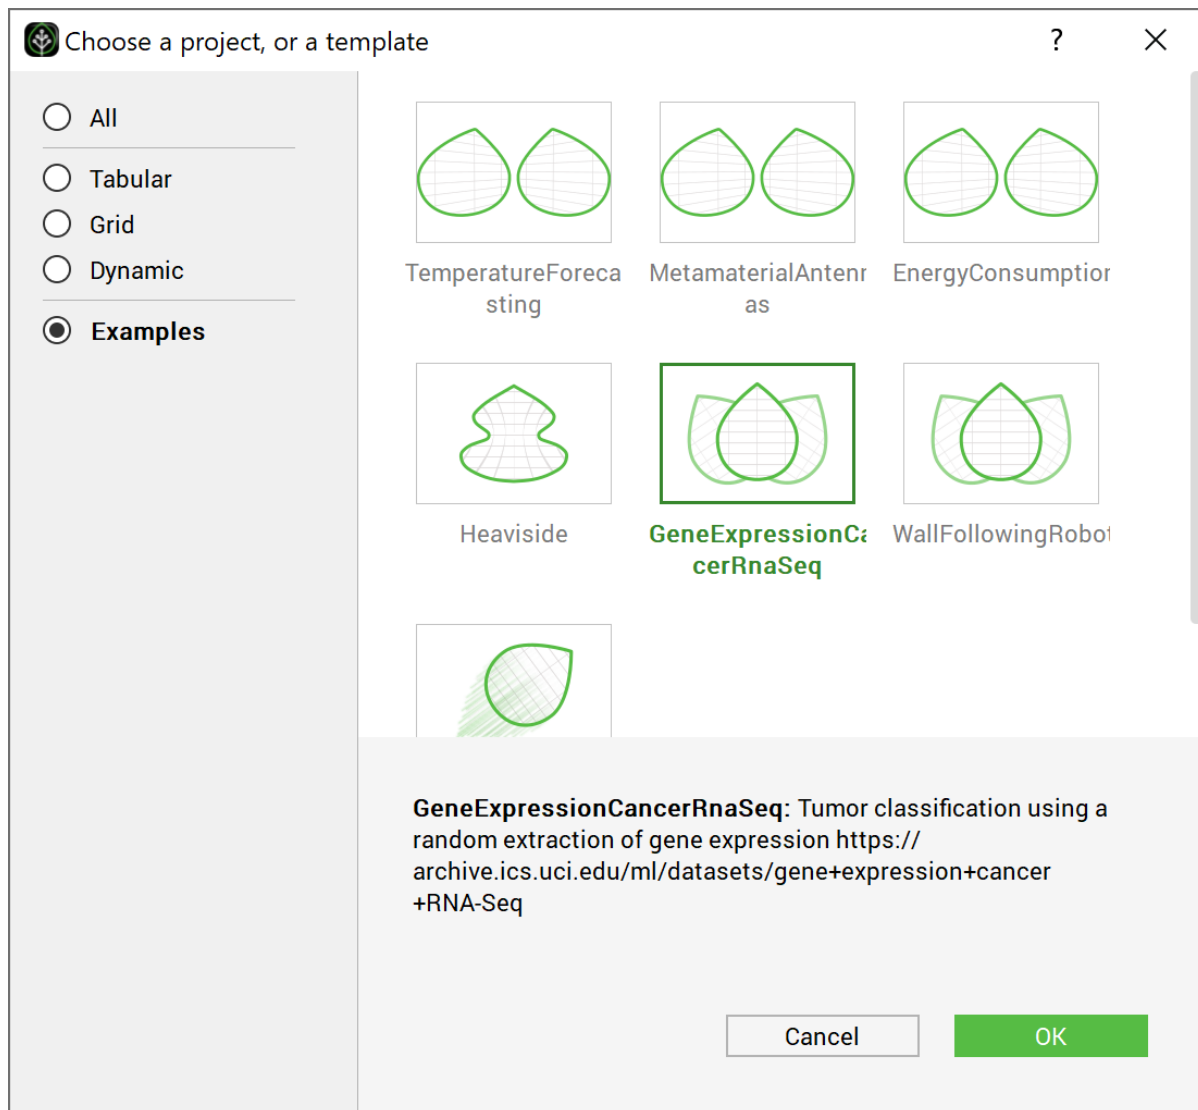 Choose a project, or a template
?
All
Tabular
Grid
Dynamic
Examples
TemperatureForeca
sting
MetamaterialAntenn
as
EnergyConsumption
Heaviside
GeneExpressionCa
cerRnaSeq
WallFollowingRobot
GeneExpressionCancerRnaSeq: Tumor classification using a
random extraction of gene expression https://
archive.ics.uci.edu/ml/datasets/gene+expression+cancer
+RNA-Seq
Cancel
OK